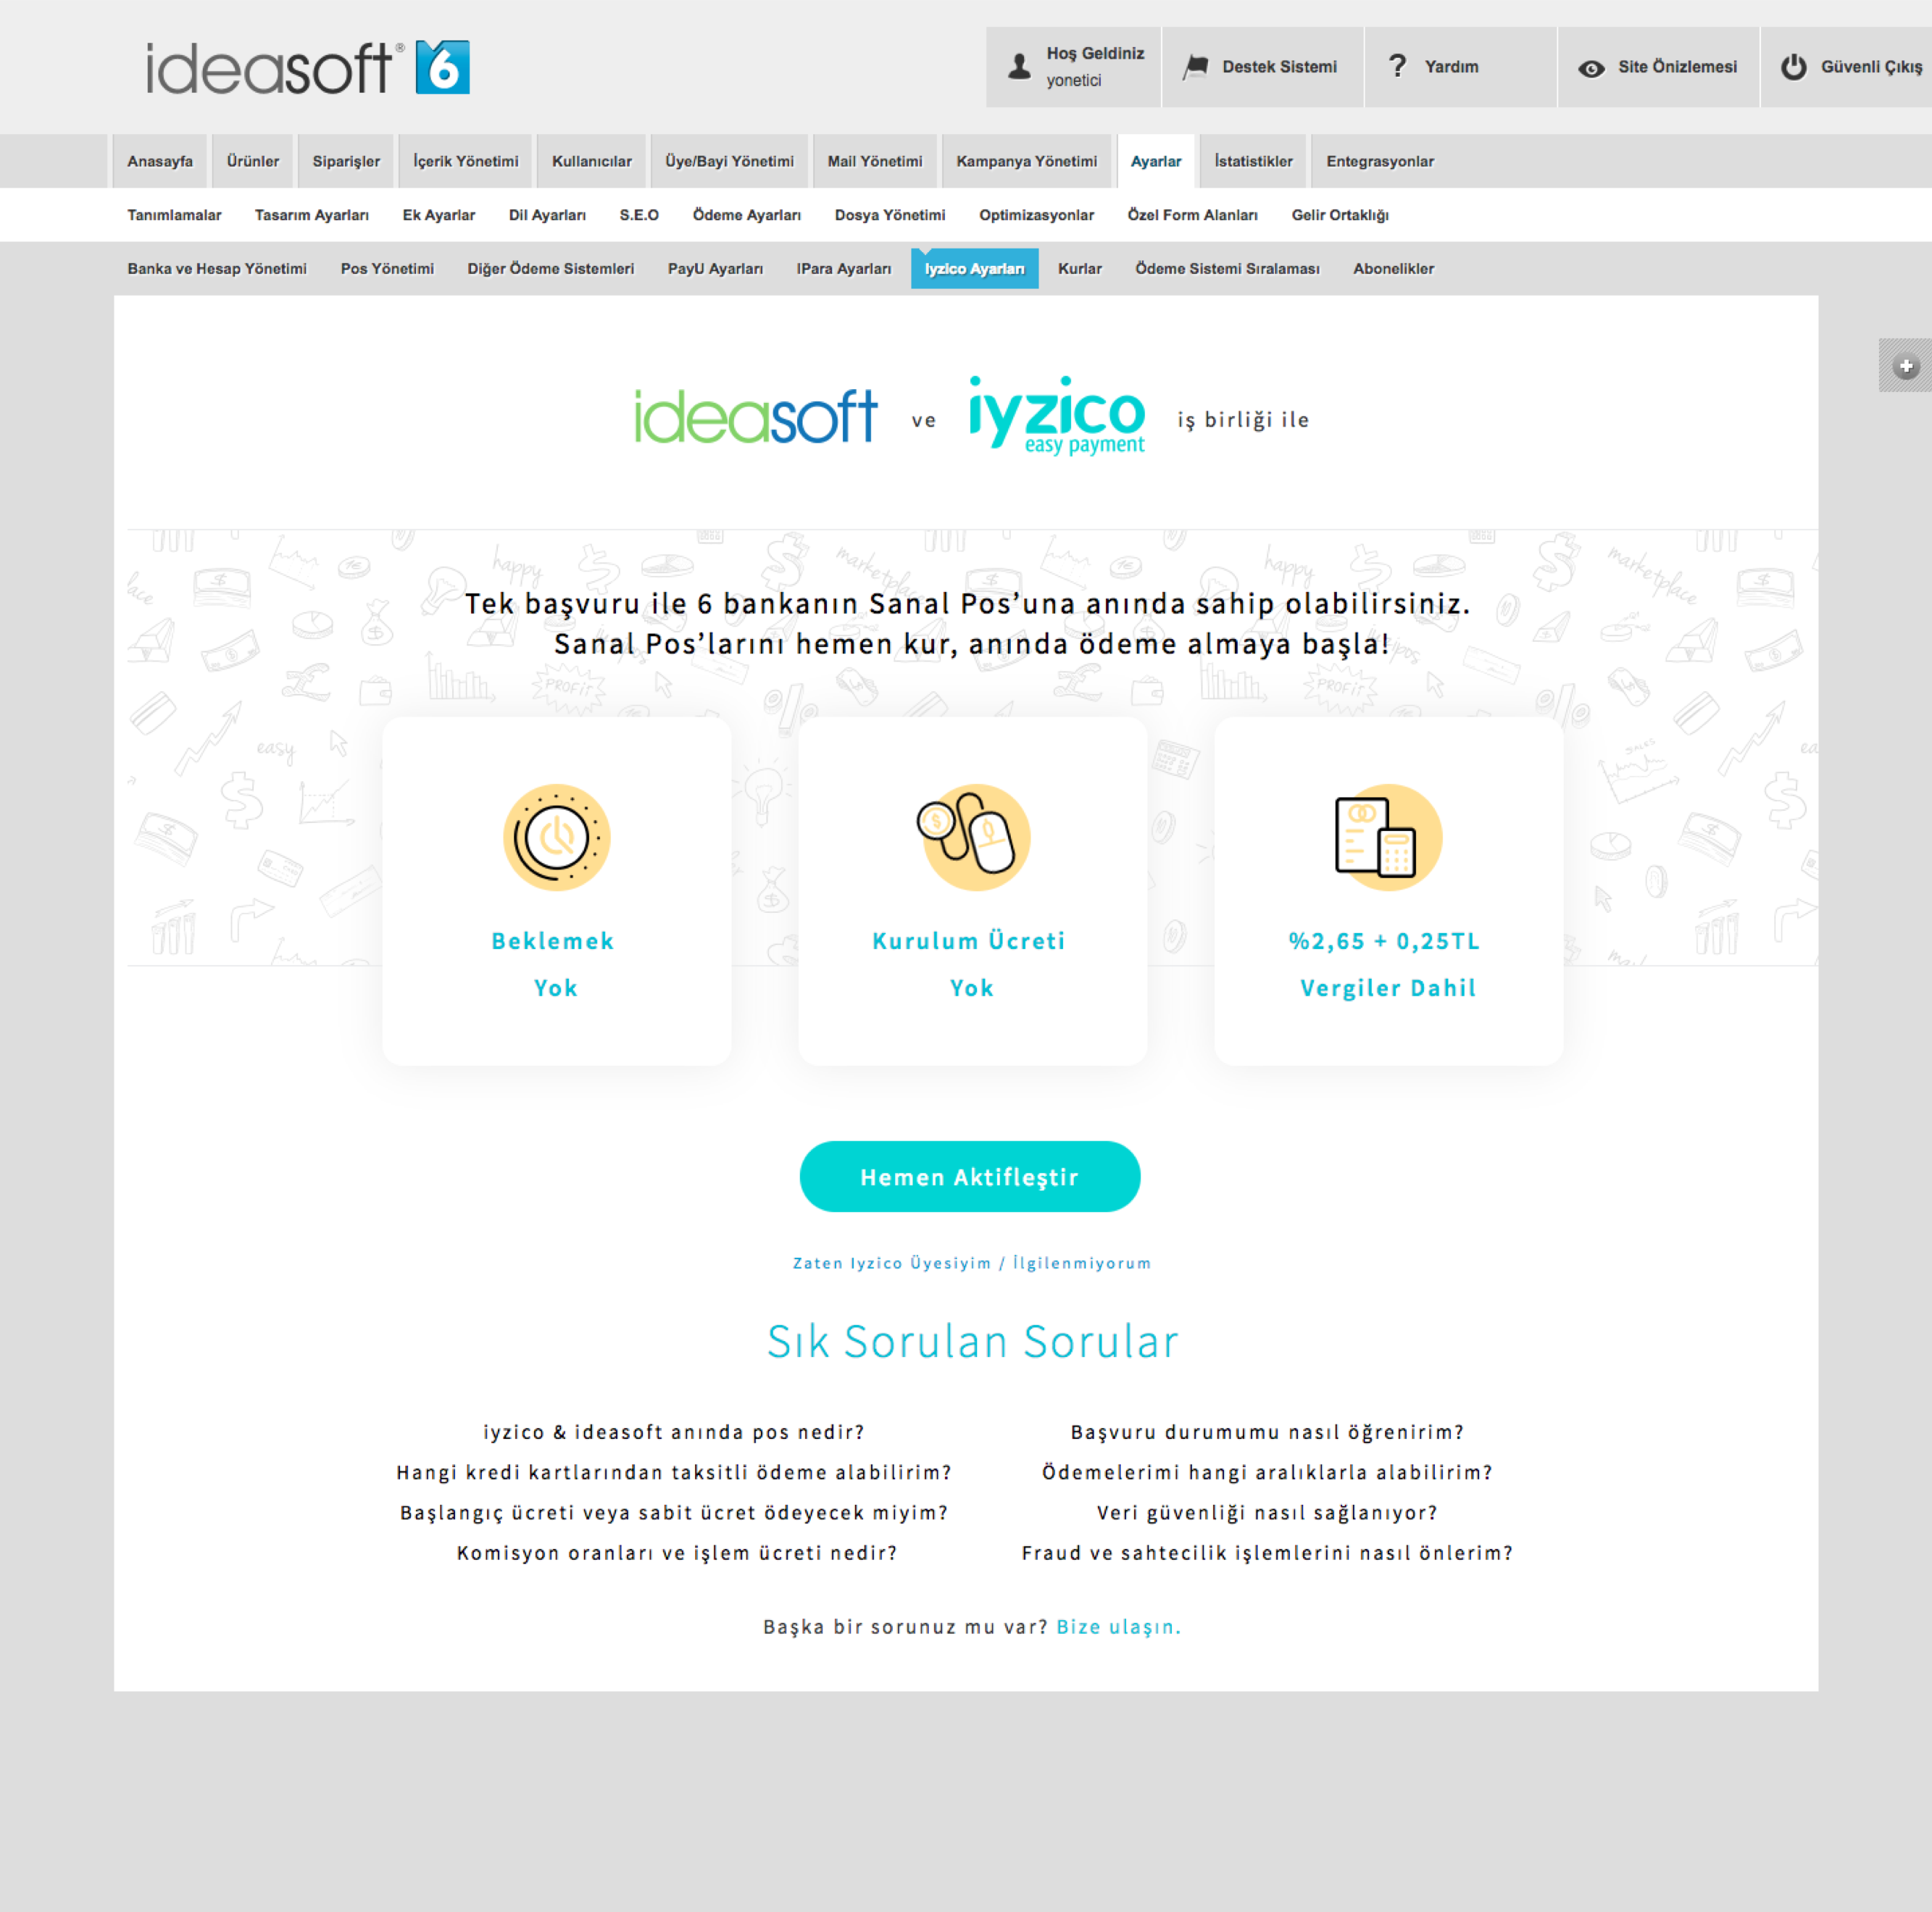 ideasoft® 6
Hoş Geldiniz
yonetici
Destek Sistemi
? Yardım
Site Önizlemesi
Güvenli Çıkış
Anasayfa Ürünler Siparişler İçerik Yönetimi Kullanıcılar Üye/Bayi Yönetimi Mail Yönetimi Kampanya Yönetimi Ayarlar İstatistikler Entegrasyonlar
Tanımlamalar Tasarım Ayarları Ek Ayarlar Dil Ayarları S.E.O Ödeme Ayarları Dosya Yönetimi Optimizasyonlar Özel Form Alanları Gelir Ortaklığı
Banka ve Hesap Yönetimi Pos Yönetimi Diğer Ödeme Sistemleri PayU Ayarları IPara Ayarları Iyzico Ayarları Kurlar Ödeme Sistemi Sıralaması Abonelikler
ideasoft ve iyzico iş birliği ile
easy payment
happy marketplace happy marketplace
Tek başvuru ile 6 bankanın Sanal Pos’una anında sahip olabilirsiniz.
Sanal Pos’larını hemen kur, anında ödeme almaya başla!
PROFIT PROFIT
easy SALES
Beklemek
Yok
Kurulum Ücreti
Yok
%2,65 + 0,25TL
Vergiler Dahil
Hemen Aktifleştir
Zaten Iyzico Üyesiyim / İlgilenmiyorum
Sık Sorulan Sorular
iyzico & ideasoft anında pos nedir?
Hangi kredi kartlarından taksitli ödeme alabilirim?
Başlangıç ücreti veya sabit ücret ödeyecek miyim?
Komisyon oranları ve işlem ücreti nedir?
Başvuru durumumu nasıl öğrenirim?
Ödemelerimi hangi aralıklarla alabilirim?
Veri güvenliği nasıl sağlanıyor?
Fraud ve sahtecilik işlemlerini nasıl önlerim?
Başka bir sorunuz mu var? Bize ulaşın.